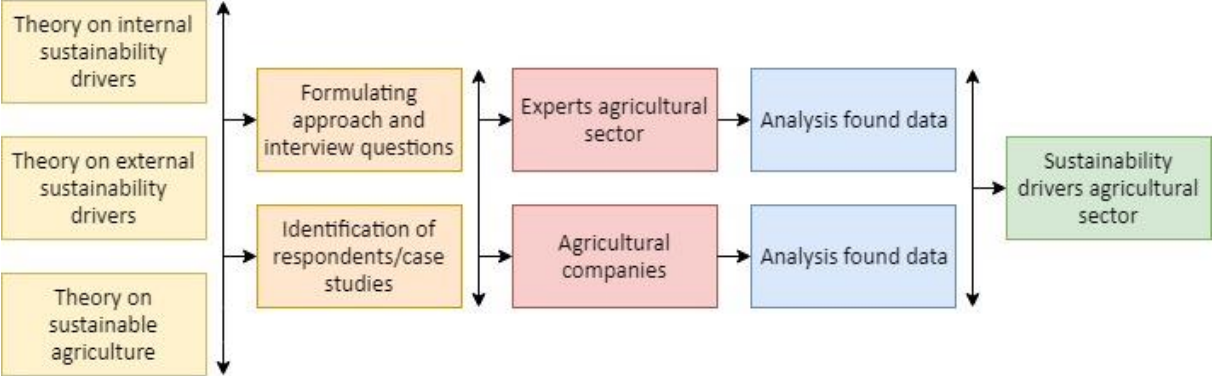 Theory on internal
sustainability
drivers
Theory on external
sustainability
drivers
Theory on
sustainable
agriculture
Formulating
approach and
interview questions
Identification of
respondents/case
studies
Experts agricultural
sector
Agricultural
companies
Analysis found data
Analysis found data
Sustainability
drivers agricultural
sector